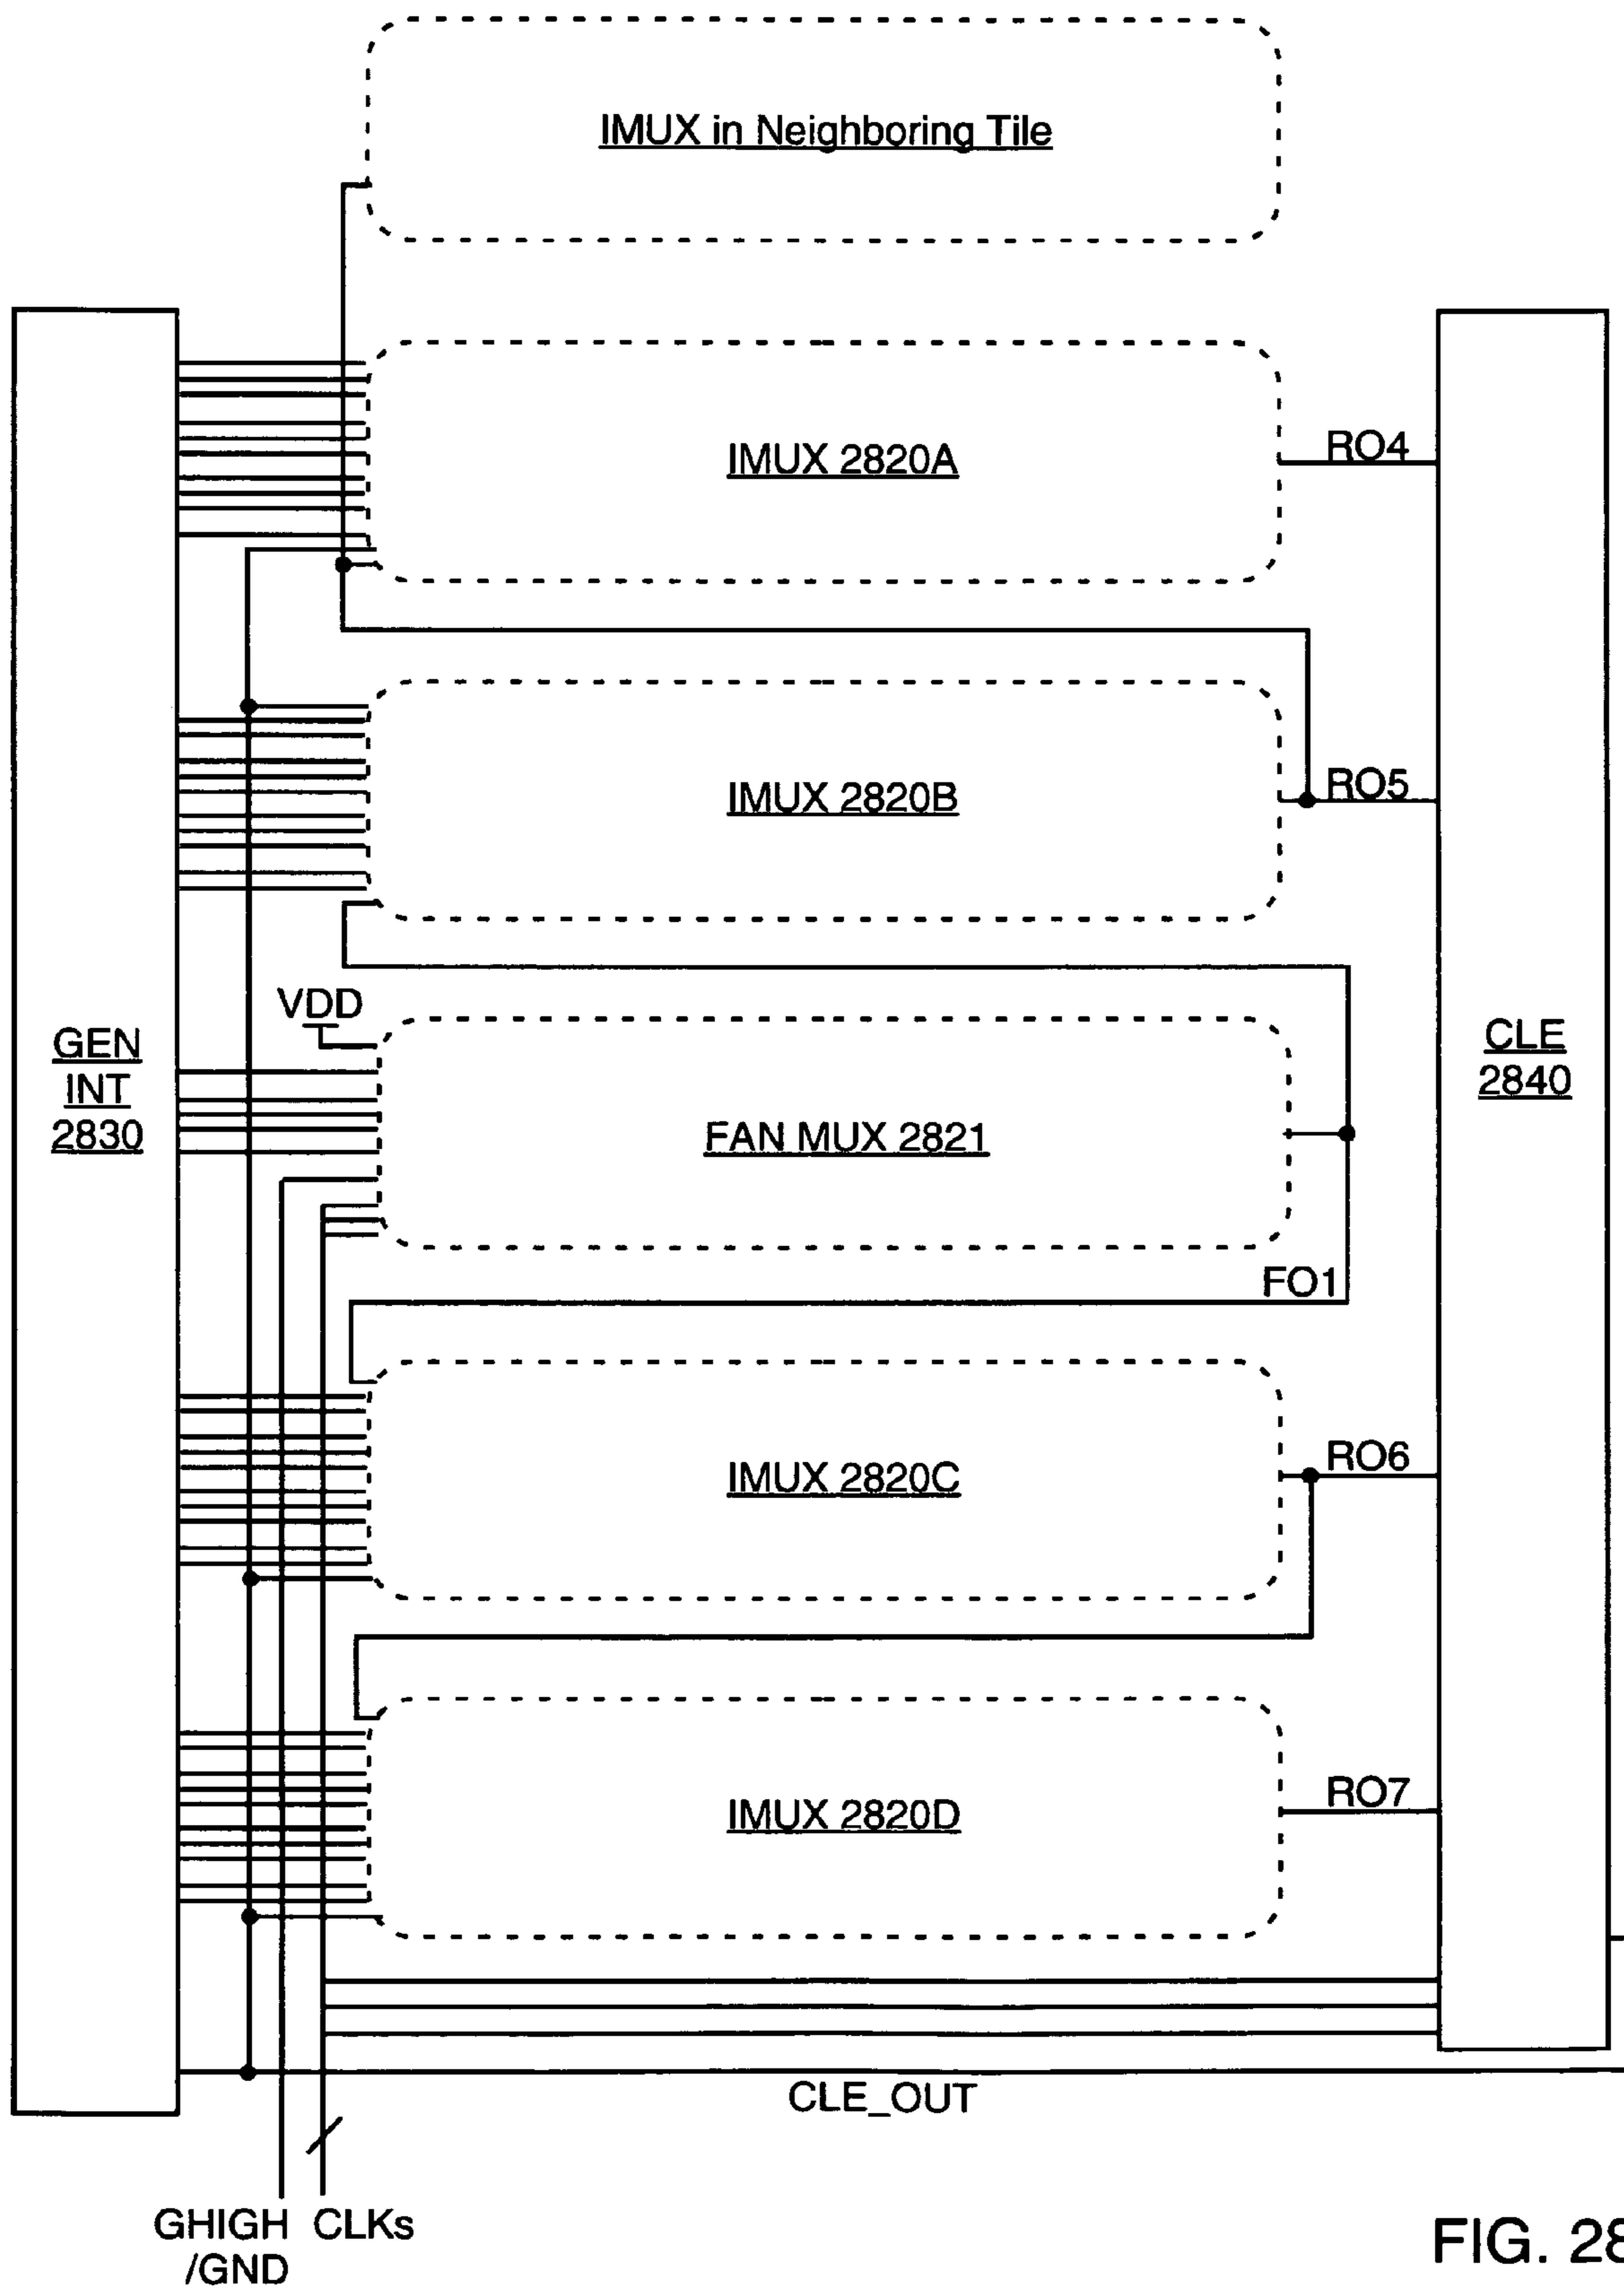 IMUX in Neighboring Tile
IMUX 2820A
RO4
IMUX 2820B
RO5
VDD
GEN
INT
2830
FAN MUX 2821
CLE
2840
FO1
IMUX 2820C
RO6
IMUX 2820D
RO7
CLE_OUT
GHIGH
/GND
CLKs
FIG. 28